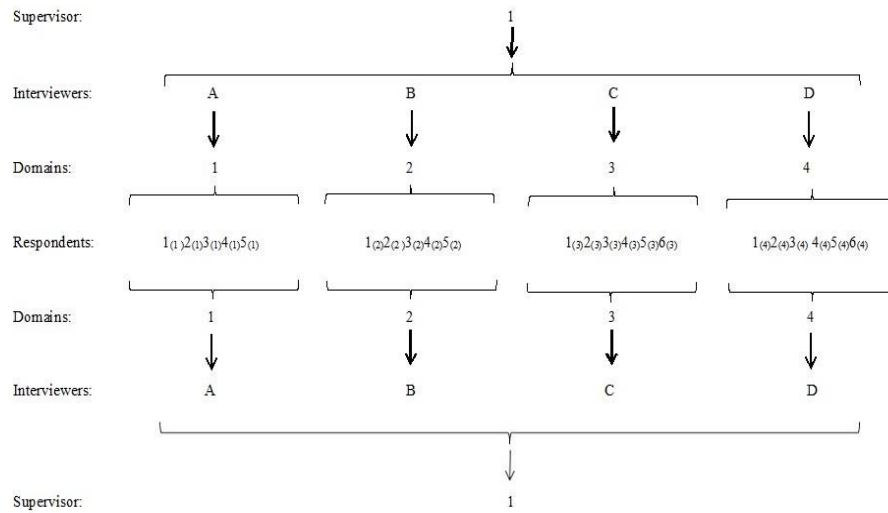 Supervisor: 1
Interviewers: A B C D
Domains: 1 2 3 4
Respondents: 1(1)2(1)3(1)4(1)5(1) 1(2)2(2)3(2)4(2)5(2) 1(3)2(3)3(3)4(3)5(3)6(3) 1(4)2(4)3(4) 4(4)5(4)6(4)
Domains: 1 2 3 4
Interviewers: A B C D
Supervisor: 1